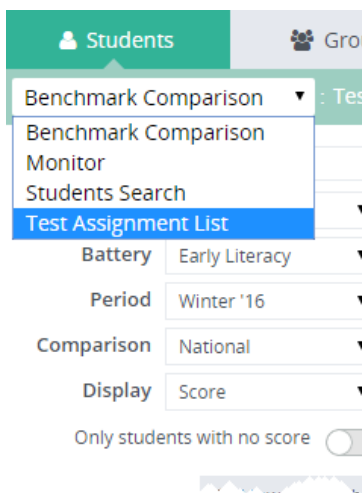 Students Gro
Benchmark Comparison : Tes
Benchmark Comparison
Monitor
Students Search
Test Assignment List
Battery Early Literacy
Period Winter '16
Comparison National
Display Score
Only students with no score